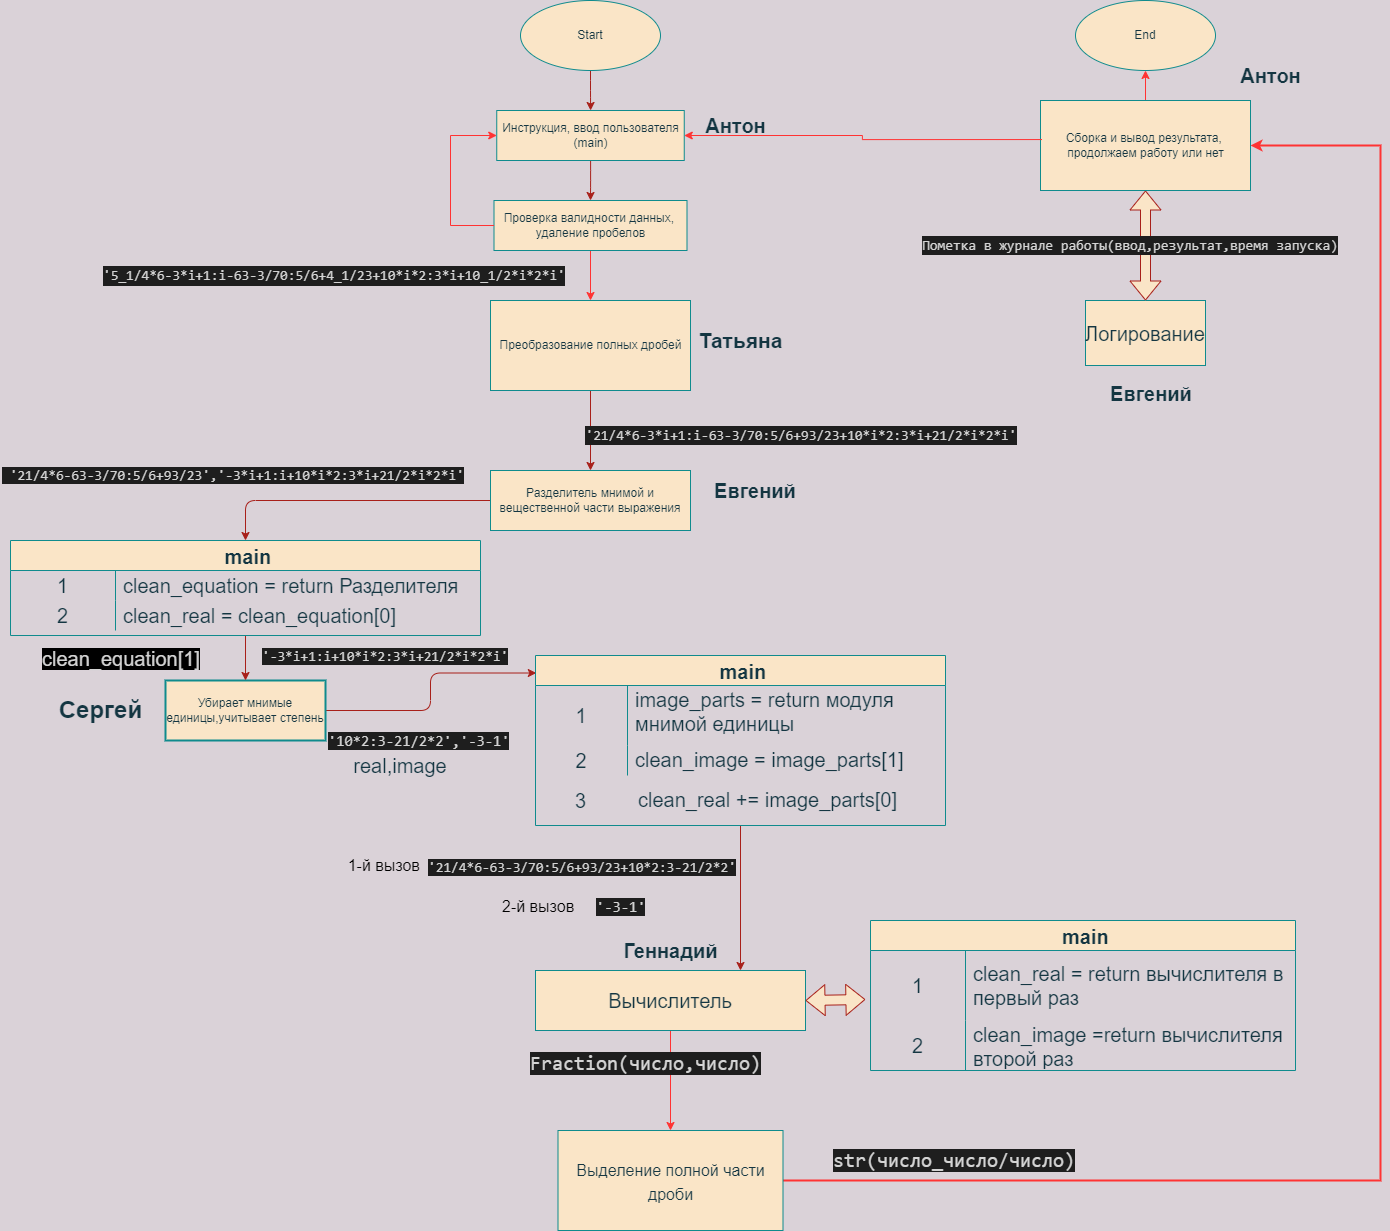 Start
End
Антон
Инструкция, ввод пользователя
(main)
Антон
Сборка и вывод результата,
продолжаем работу или нет
Проверка валидности данных,
удаление пробелов
Пометка в журнале работы(ввод,результат,время запуска)
'5_1/4*6-3*i+1:i-63-3/70:5/6+4_1/23+10*i*2:3*i+10_1/2*i*2*i'
Преобразование полных дробей
Татьяна
Логирование
Евгений
'21/4*6-3*i+1:i-63-3/70:5/6+93/23+10*i*2:3*i+21/2*i*2*i'
'21/4*6-63-3/70:5/6+93/23','-3*i+1:i+10*i*2:3*i+21/2*i*2*i'
Разделитель мнимой и
вещественной части выражения
Евгений
main
1 clean_equation = return Разделителя
2 clean_real = clean_equation[0]
clean_equation[1]
'-3*i+1:i+10*i*2:3*i+21/2*i*2*i'
Сергей
Убирает мнимые
единицы,учитывает степень
'10*2:3-21/2*2','-3-1'
real,image
main
1 image_parts = return модуля
мнимой единицы
2 clean_image = image_parts[1]
3 clean_real += image_parts[0]
1-й вызов '21/4*6-63-3/70:5/6+93/23+10*2:3-21/2*2'
2-й вызов '-3-1'
Геннадий
Вычислитель
main
1 clean_real = return вычислителя в
первый раз
2 clean_image =return вычислителя
второй раз
Fraction(число,число)
Выделение полной части
дроби
str(число_число/число)